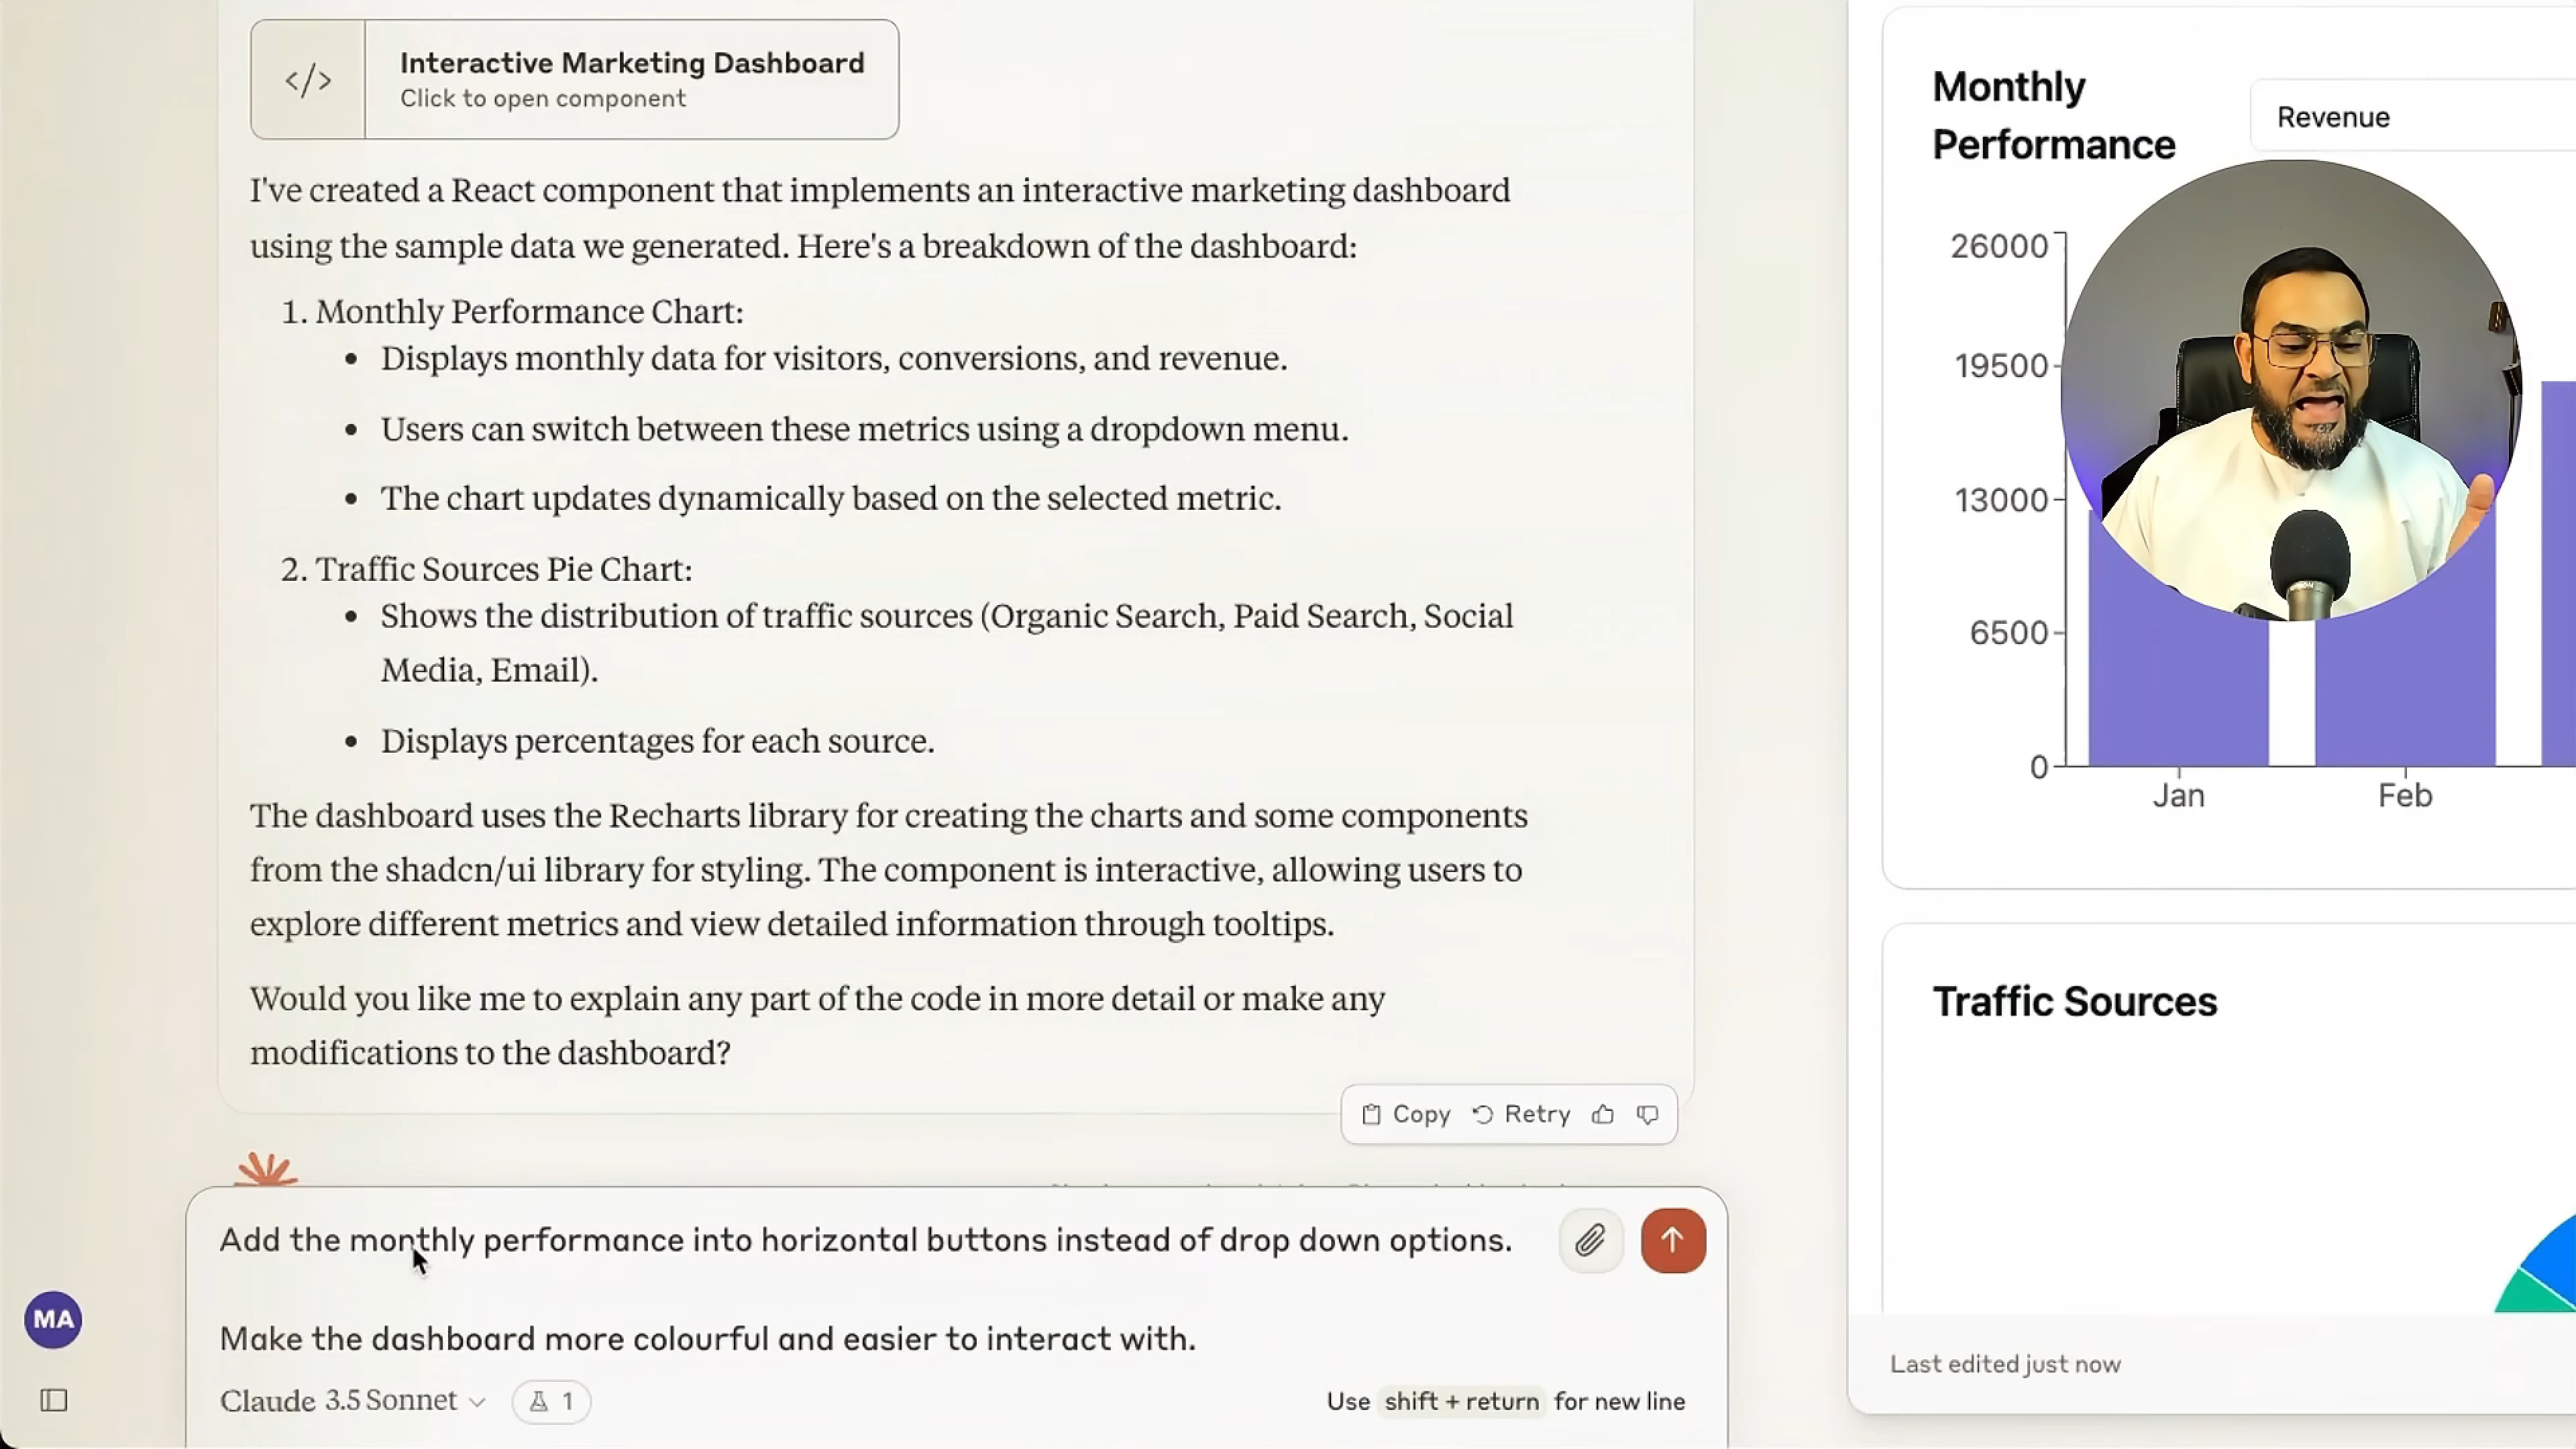 </>
Interactive Marketing Dashboard
Click to open component
I've created a React component that implements an interactive marketing dashboard
using the sample data we generated. Here's a breakdown of the dashboard:
1. Monthly Performance Chart:
• Displays monthly data for visitors, conversions, and revenue.
• Users can switch between these metrics using a dropdown menu.
• The chart updates dynamically based on the selected metric.
2. Traffic Sources Pie Chart:
• Shows the distribution of traffic sources (Organic Search, Paid Search, Social
Media, Email).
• Displays percentages for each source.
The dashboard uses the Recharts library for creating the charts and some components
from the shadcn/ui library for styling. The component is interactive, allowing users to
explore different metrics and view detailed information through tooltips.
Would you like me to explain any part of the code in more detail or make any
modifications to the dashboard?
Copy Retry
Add the monthly performance into horizontal buttons instead of drop down options.
Make the dashboard more colourful and easier to interact with.
Claude 3.5 Sonnet 1
Use shift + return for new line
MA
Monthly
Performance
Revenue
26000
19500
13000
6500
0
Jan Feb
Traffic Sources
Last edited just now